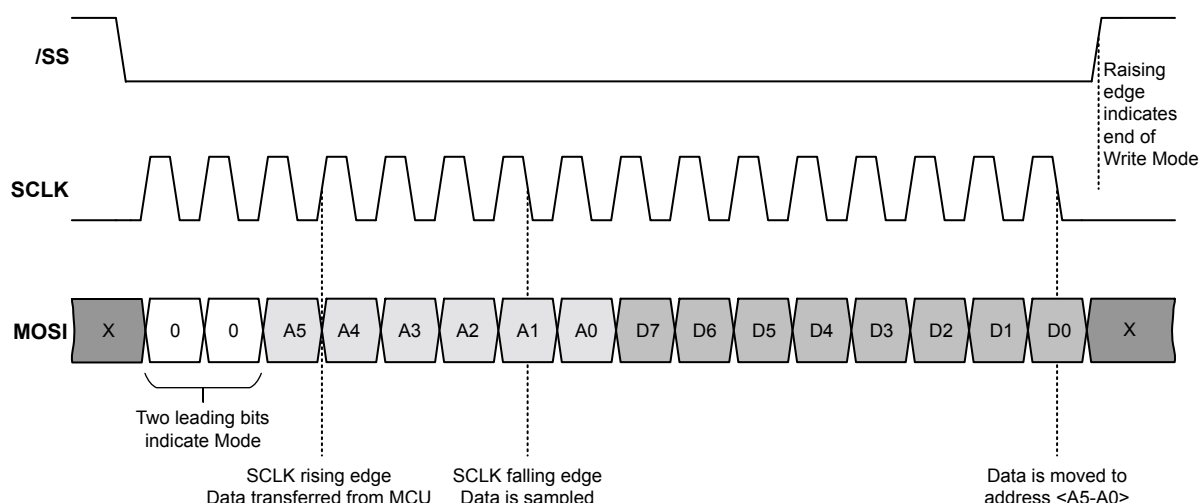 /SS
Raising
edge
indicates
end of
Write Mode
SCLK
MOSI X 0 0 A5 A4 A3 A2 A1 A0 D7 D6 D5 D4 D3 D2 D1 D0 X
Two leading bits
indicate Mode
SCLK rising edge
Data transferred from MCU
SCLK falling edge
Data is sampled
Data is moved to
address <A5-A0>